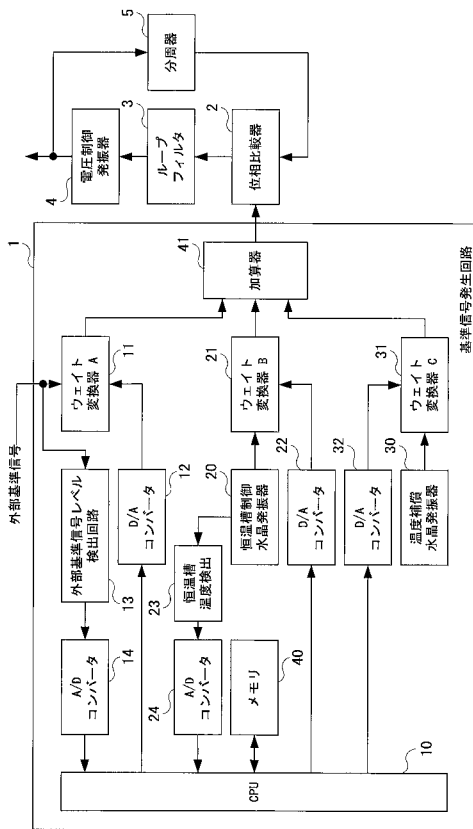 外部基準信号
1
外部基準信号レベル
検出回路
13
A/D
コンバータ
14
D/A
コンバータ
12
ウェイト
変換器 A
11
恒温槽
温度検出
23
A/D
コンバータ
24
恒温槽制御
水晶発振器
20
ウェイト
変換器 B
21
D/A
コンバータ
22
メモリ
40
D/A
コンバータ
32
温度補償
水晶発振器
30
ウェイト
変換器 C
31
CPU
10
加算器
41
基準信号発生回路
位相比較器
2
ループ
フィルタ
3
電圧制御
発振器
4
分周器
5